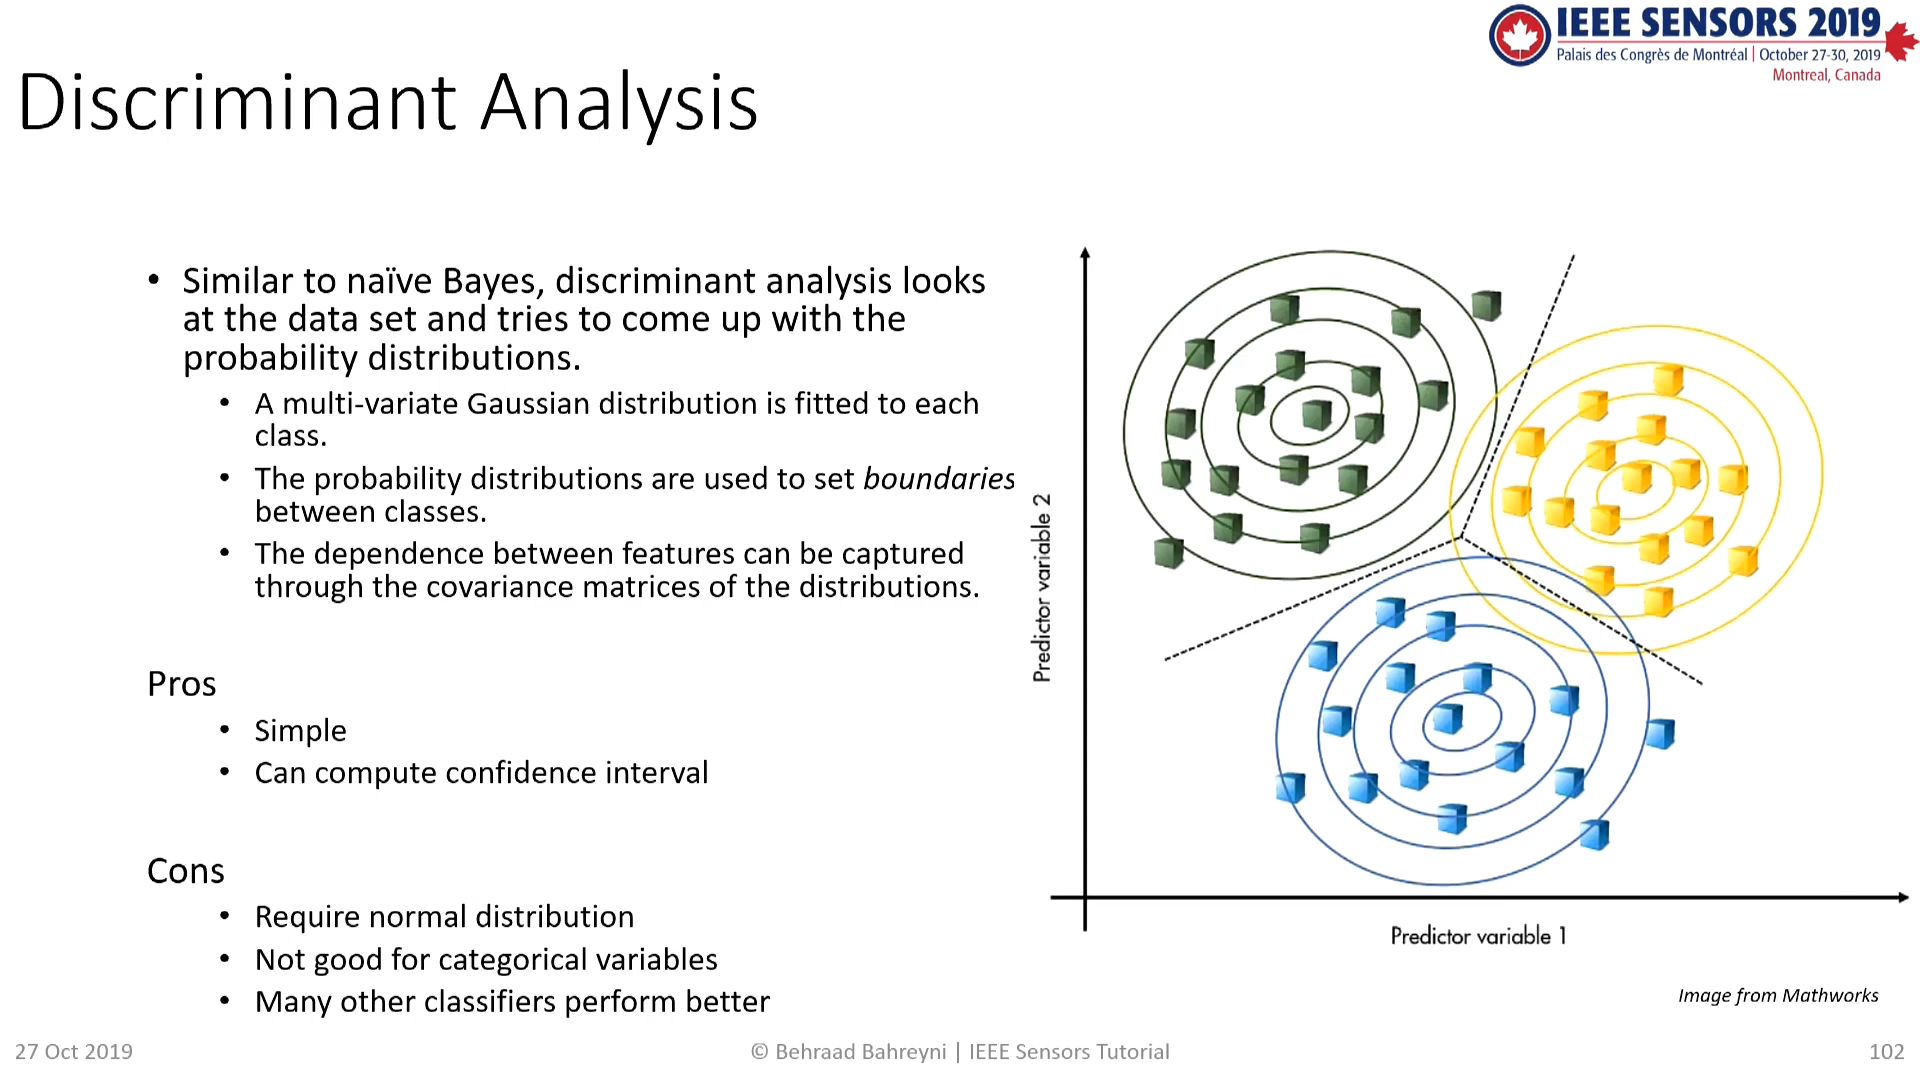 IEEE SENSORS 2019
Palais des Congrès de Montréal | October 27-30, 2019
Montreal, Canada
Discriminant Analysis
• Similar to naïve Bayes, discriminant analysis looks
at the data set and tries to come up with the
probability distributions.
• A multi-variate Gaussian distribution is fitted to each
class.
• The probability distributions are used to set boundaries
between classes.
• The dependence between features can be captured
through the covariance matrices of the distributions.
Pros
• Simple
• Can compute confidence interval
Cons
• Require normal distribution
• Not good for categorical variables
• Many other classifiers perform better
Predictor variable 2
Predictor variable 1
Image from Mathworks
27 Oct 2019
© Behraad Bahreyni | IEEE Sensors Tutorial
102